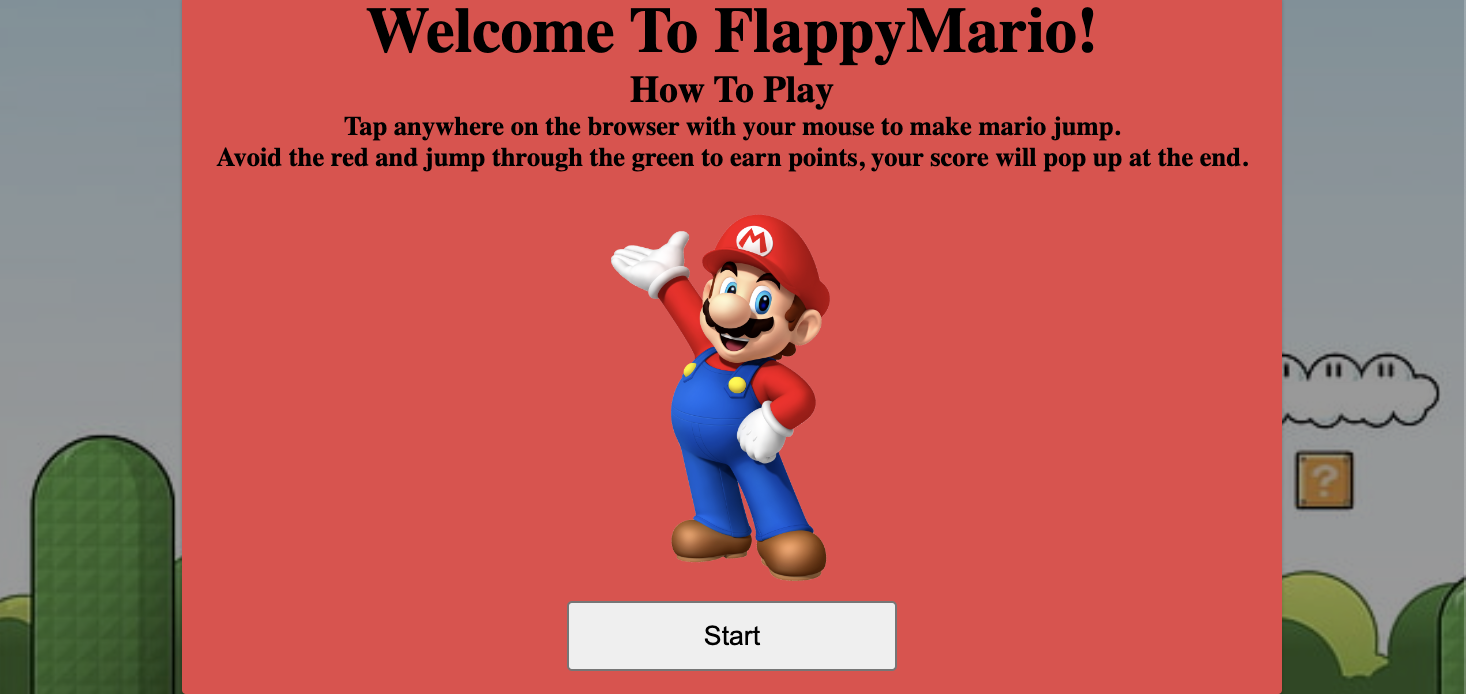 Welcome To FlappyMario!
How To Play
Tap anywhere on the browser with your mouse to make mario jump.
Avoid the red and jump through the green to earn points, your score will pop up at the end.
M
?
Start